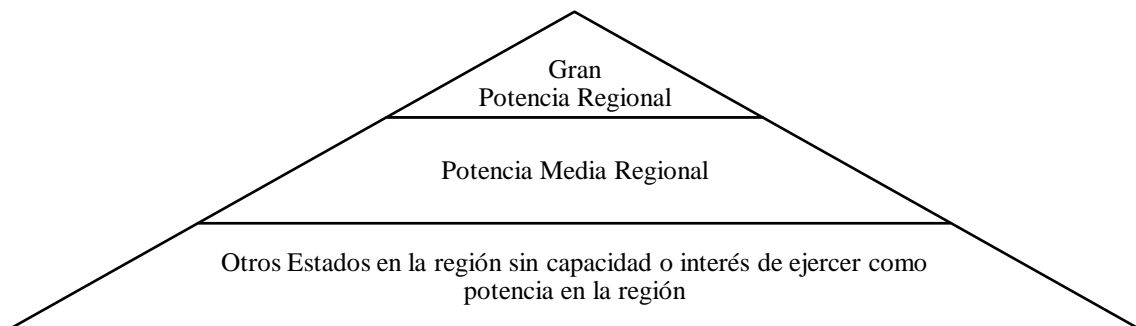 Gran
Potencia Regional
Potencia Media Regional
Otros Estados en la región sin capacidad o interés de ejercer como
potencia en la región